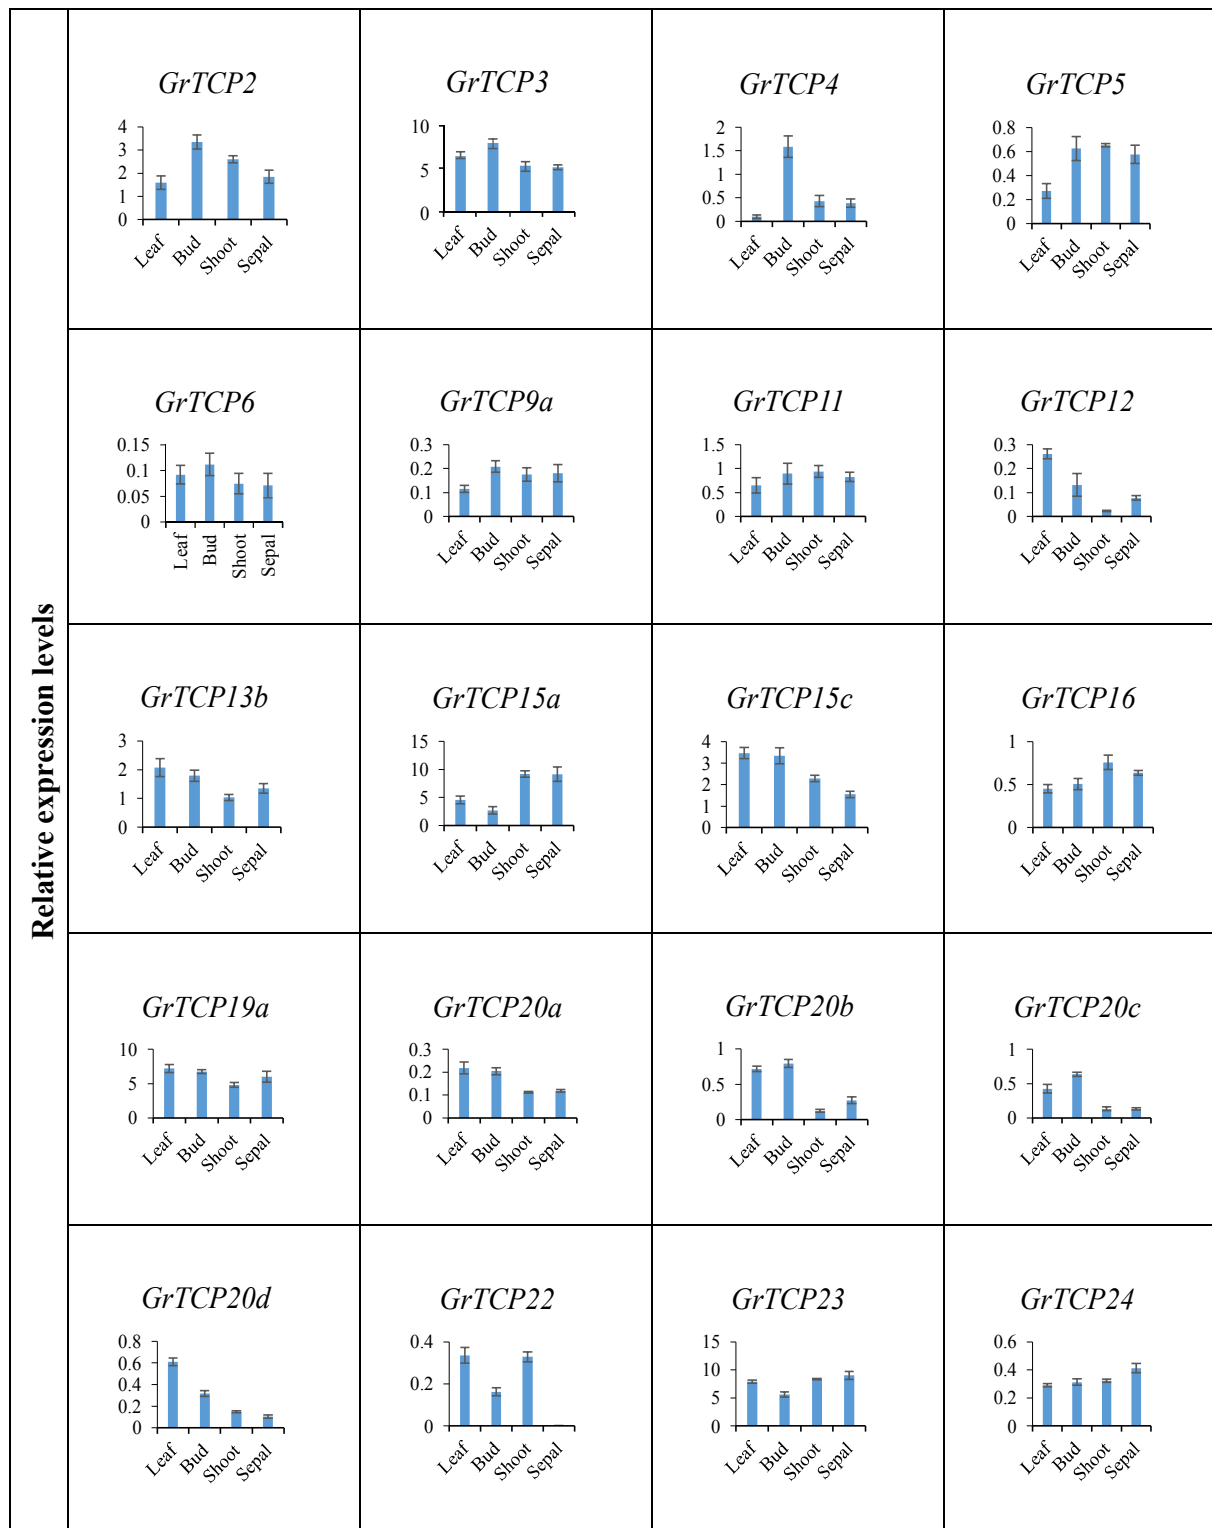 Relative expression levels
GrTCP2
4
3
2
1
0
Leaf Bud Shoot Sepal
GrTCP3
10
5
0
Leaf Bud Shoot Sepal
GrTCP4
2
1.5
1
0.5
0
Leaf Bud Shoot Sepal
GrTCP5
0.8
0.6
0.4
0.2
0
Leaf Bud Shoot Sepal
GrTCP6
0.15
0.1
0.05
0
Leaf Bud Shoot Sepal
GrTCP9a
0.3
0.2
0.1
0
Leaf Bud Shoot Sepal
GrTCP11
1.5
1
0.5
0
Leaf Bud Shoot Sepal
GrTCP12
0.3
0.2
0.1
0
Leaf Bud Shoot Sepal
GrTCP13b
3
2
1
0
Leaf Bud Shoot Sepal
GrTCP15a
15
10
5
0
Leaf Bud Shoot Sepal
GrTCP15c
4
3
2
1
0
Leaf Bud Shoot Sepal
GrTCP16
1
0.5
0
Leaf Bud Shoot Sepal
GrTCP19a
10
5
0
Leaf Bud Shoot Sepal
GrTCP20a
0.3
0.2
0.1
0
Leaf Bud Shoot Sepal
GrTCP20b
1
0.5
0
Leaf Bud Shoot Sepal
GrTCP20c
1
0.5
0
Leaf Bud Shoot Sepal
GrTCP20d
0.8
0.6
0.4
0.2
0
Leaf Bud Shoot Sepal
GrTCP22
0.4
0.2
0
Leaf Bud Shoot Sepal
GrTCP23
15
10
5
0
Leaf Bud Shoot Sepal
GrTCP24
0.6
0.4
0.2
0
Leaf Bud Shoot Sepal